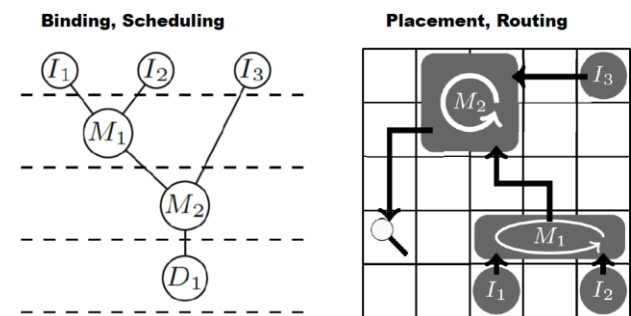 Binding, Scheduling
I₁ I₂ I₃
M₁
M₂
D₁
Placement, Routing
M₂ I₃
M₁
I₁ I₂